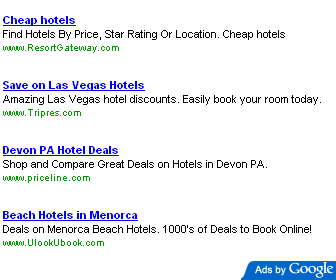 Cheap hotels
Find Hotels By Price, Star Rating Or Location. Cheap hotels
www.ResortGateway.com
Save on Las Vegas Hotels
Amazing Las Vegas hotel discounts. Easily book your room today.
www.Tripres.com
Devon PA Hotel Deals
Shop and Compare Great Deals on Hotels in Devon PA.
www.priceline.com
Beach Hotels in Menorca
Deals on Menorca Beach Hotels. 1000's of Deals to Book Online!
www.UlookUbook.com
Ads by Google